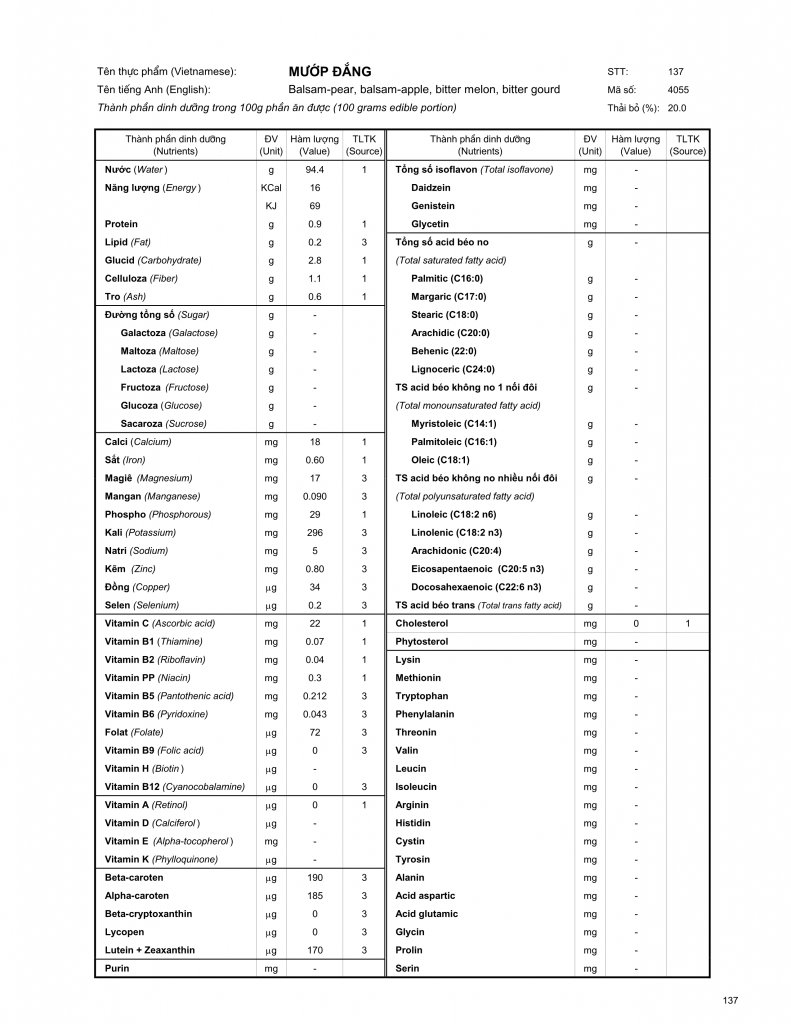 Tên thực phẩm (Vietnamese): MƯỚP ĐẮNG STT: 137
Tên tiếng Anh (English): Balsam-pear, balsam-apple, bitter melon, bitter gourd Mã số: 4055
Thành phần dinh dưỡng trong 100g phần ăn được (100 grams edible portion) Thải bỏ (%): 20.0
Thành phần dinh dưỡng ĐV Hàm lượng TLTK Thành phần dinh dưỡng ĐV Hàm lượng TLTK
(Nutrients) (Unit) (Value) (Source) (Nutrients) (Unit) (Value) (Source)
Nước (Water ) g 94.4 1 Tổng số isoflavon (Total isoflavone) mg -
Năng lượng (Energy ) KCal 16 Daidzein mg -
KJ 69 Genistein mg -
Protein g 0.9 1 Glycetin mg -
Lipid (Fat) g 0.2 3 Tổng số acid béo no g -
Glucid (Carbohydrate) g 2.8 1 (Total saturated fatty acid)
Celluloza (Fiber) g 1.1 1 Palmitic (C16:0) g -
Tro (Ash) g 0.6 1 Margaric (C17:0) g -
Đường tổng số (Sugar) g - Stearic (C18:0) g -
Galactoza (Galactose) g - Arachidic (C20:0) g -
Maltoza (Maltose) g - Behenic (22:0) g -
Lactoza (Lactose) g - Lignoceric (C24:0) g -
Fructoza (Fructose) g - TS acid béo không no 1 nối đôi g -
Glucoza (Glucose) g - (Total monounsaturated fatty acid)
Sacaroza (Sucrose) g - Myristoleic (C14:1) g -
Calci (Calcium) mg 18 1 Palmitoleic (C16:1) g -
Sắt (Iron) mg 0.60 1 Oleic (C18:1) g -
Magiê (Magnesium) mg 17 3 TS acid béo không no nhiều nối đôi g -
Mangan (Manganese) mg 0.090 3 (Total polyunsaturated fatty acid)
Phospho (Phosphorous) mg 29 1 Linoleic (C18:2 n6) g -
Kali (Potassium) mg 296 3 Linolenic (C18:2 n3) g -
Natri (Sodium) mg 5 3 Arachidonic (C20:4) g -
Kẽm (Zinc) mg 0.80 3 Eicosapentaenoic (C20:5 n3) g -
Đồng (Copper) μg 34 3 Docosahexaenoic (C22:6 n3) g -
Selen (Selenium) μg 0.2 3 TS acid béo trans (Total trans fatty acid) g -
Vitamin C (Ascorbic acid) mg 22 1 Cholesterol mg 0 1
Vitamin B1 (Thiamine) mg 0.07 1 Phytosterol mg -
Vitamin B2 (Riboflavin) mg 0.04 1 Lysin mg -
Vitamin PP (Niacin) mg 0.3 1 Methionin mg -
Vitamin B5 (Pantothenic acid) mg 0.212 3 Tryptophan mg -
Vitamin B6 (Pyridoxine) mg 0.043 3 Phenylalanin mg -
Folat (Folate) μg 72 3 Threonin mg -
Vitamin B9 (Folic acid) μg 0 3 Valin mg -
Vitamin H (Biotin ) μg - Leucin mg -
Vitamin B12 (Cyanocobalamine) μg 0 3 Isoleucin mg -
Vitamin A (Retinol) μg 0 1 Arginin mg -
Vitamin D (Calciferol ) μg - Histidin mg -
Vitamin E (Alpha-tocopherol ) mg - Cystin mg -
Vitamin K (Phylloquinone) μg - Tyrosin mg -
Beta-caroten μg 190 3 Alanin mg -
Alpha-caroten μg 185 3 Acid aspartic mg -
Beta-cryptoxanthin μg 0 3 Acid glutamic mg -
Lycopen μg 0 3 Glycin mg -
Lutein + Zeaxanthin μg 170 3 Prolin mg -
Purin mg - Serin mg -
137